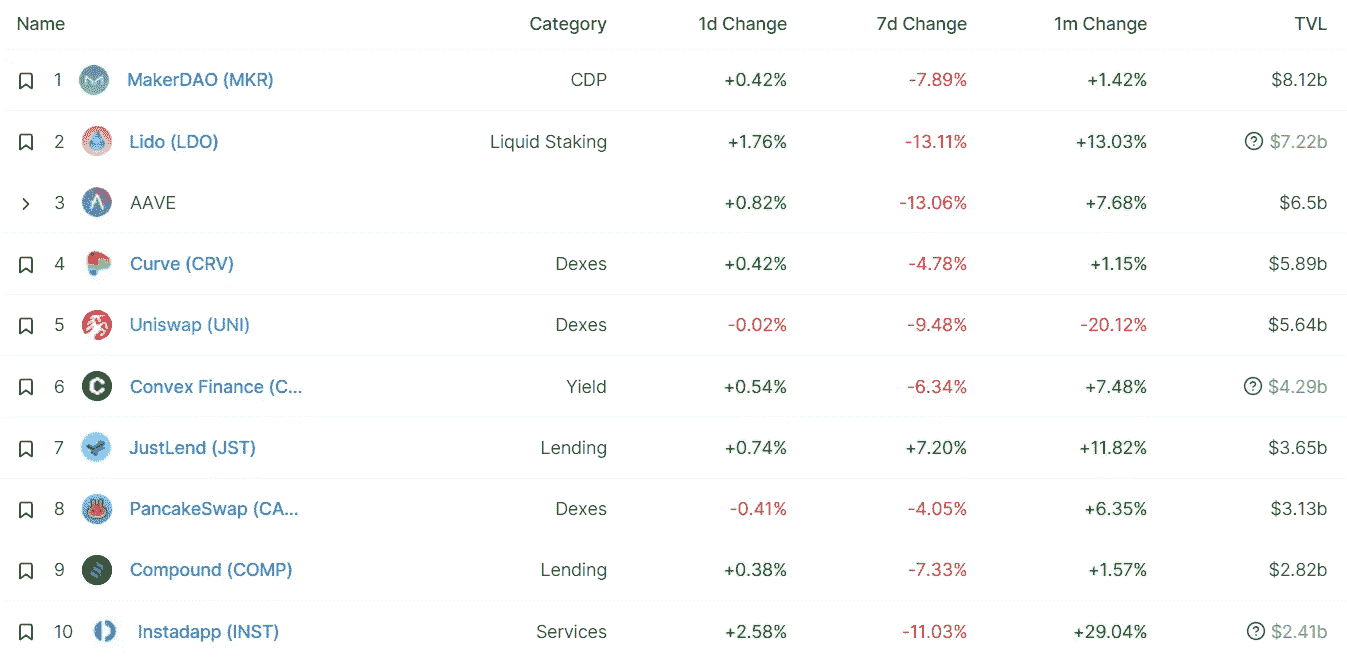 Name Category 1d Change 7d Change 1m Change TVL
1 MakerDAO (MKR) CDP +0.42% -7.89% +1.42% $8.12b
2 Lido (LDO) Liquid Staking +1.76% -13.11% +13.03% ? $7.22b
3 AAVE +0.82% -13.06% +7.68% $6.5b
4 Curve (CRV) Dexes +0.42% -4.78% +1.15% $5.89b
5 Uniswap (UNI) Dexes -0.02% -9.48% -20.12% $5.64b
6 Convex Finance (C... Yield +0.54% -6.34% +7.48% ? $4.29b
7 JustLend (JST) Lending +0.74% +7.20% +11.82% $3.65b
8 PancakeSwap (CA... Dexes -0.41% -4.05% +6.35% $3.13b
9 Compound (COMP) Lending +0.38% -7.33% +1.57% $2.82b
10 Instadapp (INST) Services +2.58% -11.03% +29.04% ? $2.41b